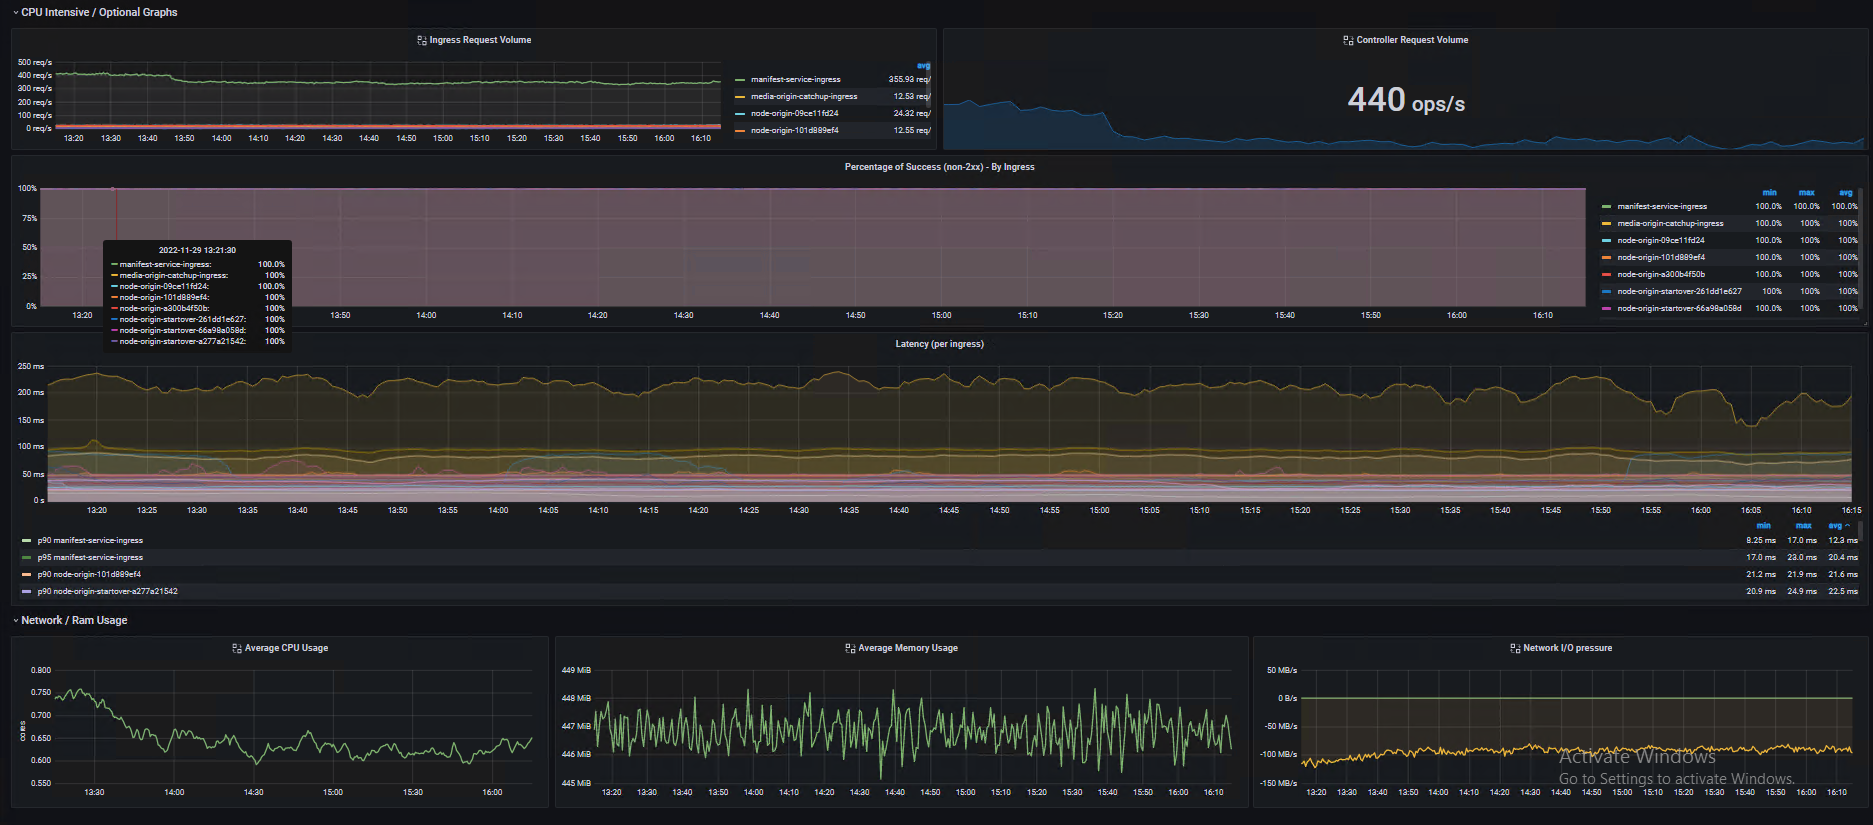 CPU Intensive / Optional Graphs
Ingress Request Volume
500 req/s
400 req/s
300 req/s
200 req/s
100 req/s
0 req/s
13:20 13:30 13:40 13:50 14:00 14:10 14:20 14:30 14:40 14:50 15:00 15:10 15:20 15:30 15:40 15:50 16:00 16:10
avg
manifest-service-ingress 355.93 req/
media-origin-catchup-ingress 12.53 req/
node-origin-09ce11fd24 24.32 req/
node-origin-101d889ef4 12.55 req/
Controller Request Volume
440 ops/s
Percentage of Success (non-2xx) - By Ingress
100%
75%
50%
25%
0%
13:20 13:50 14:00 14:10 14:20 14:30 14:40 14:50 15:00 15:10 15:20 15:30 15:40 15:50 16:00 16:10
2022-11-29 13:21:30
manifest-service-ingress: 100.0%
media-origin-catchup-ingress: 100%
node-origin-09ce11fd24: 100.0%
node-origin-101d889ef4: 100%
node-origin-a300b4f50b: 100%
node-origin-startover-261dd1e627: 100%
node-origin-startover-66a98a058d: 100%
node-origin-startover-a277a21542: 100%
min max avg
manifest-service-ingress 100.0% 100.0% 100.0%
media-origin-catchup-ingress 100.0% 100% 100%
node-origin-09ce11fd24 100.0% 100% 100%
node-origin-101d889ef4 100.0% 100% 100%
node-origin-a300b4f50b 100.0% 100% 100%
node-origin-startover-261dd1e627 100% 100% 100%
node-origin-startover-66a98a058d 100.0% 100% 100%
Latency (per ingress)
250 ms
200 ms
150 ms
100 ms
50 ms
0 s
13:20 13:25 13:30 13:35 13:40 13:45 13:50 13:55 14:00 14:05 14:10 14:15 14:20 14:25 14:30 14:35 14:40 14:45 14:50 14:55 15:00 15:05 15:10 15:15 15:20 15:25 15:30 15:35 15:40 15:45 15:50 15:55 16:00 16:05 16:10 16:15
min max avg
p90 manifest-service-ingress 8.25 ms 17.0 ms 12.3 ms
p95 manifest-service-ingress 17.0 ms 23.0 ms 20.4 ms
p90 node-origin-101d889ef4 21.2 ms 21.9 ms 21.6 ms
p90 node-origin-startover-a277a21542 20.9 ms 24.9 ms 22.5 ms
Network / Ram Usage
Average CPU Usage
cores
0.800
0.750
0.700
0.650
0.600
0.550
13:30 14:00 14:30 15:00 15:30 16:00
Average Memory Usage
449 MiB
448 MiB
447 MiB
446 MiB
445 MiB
13:20 13:30 13:40 13:50 14:00 14:10 14:20 14:30 14:40 14:50 15:00 15:10 15:20 15:30 15:40 15:50 16:00 16:10
Network I/O pressure
50 MB/s
0 B/s
-50 MB/s
-100 MB/s
-150 MB/s
13:20 13:30 13:40 13:50 14:00 14:10 14:20 14:30 14:40 14:50 15:00 15:10 15:20 15:30 15:40 15:50 16:00 16:10
Activate Windows
Go to Settings to activate Windows.